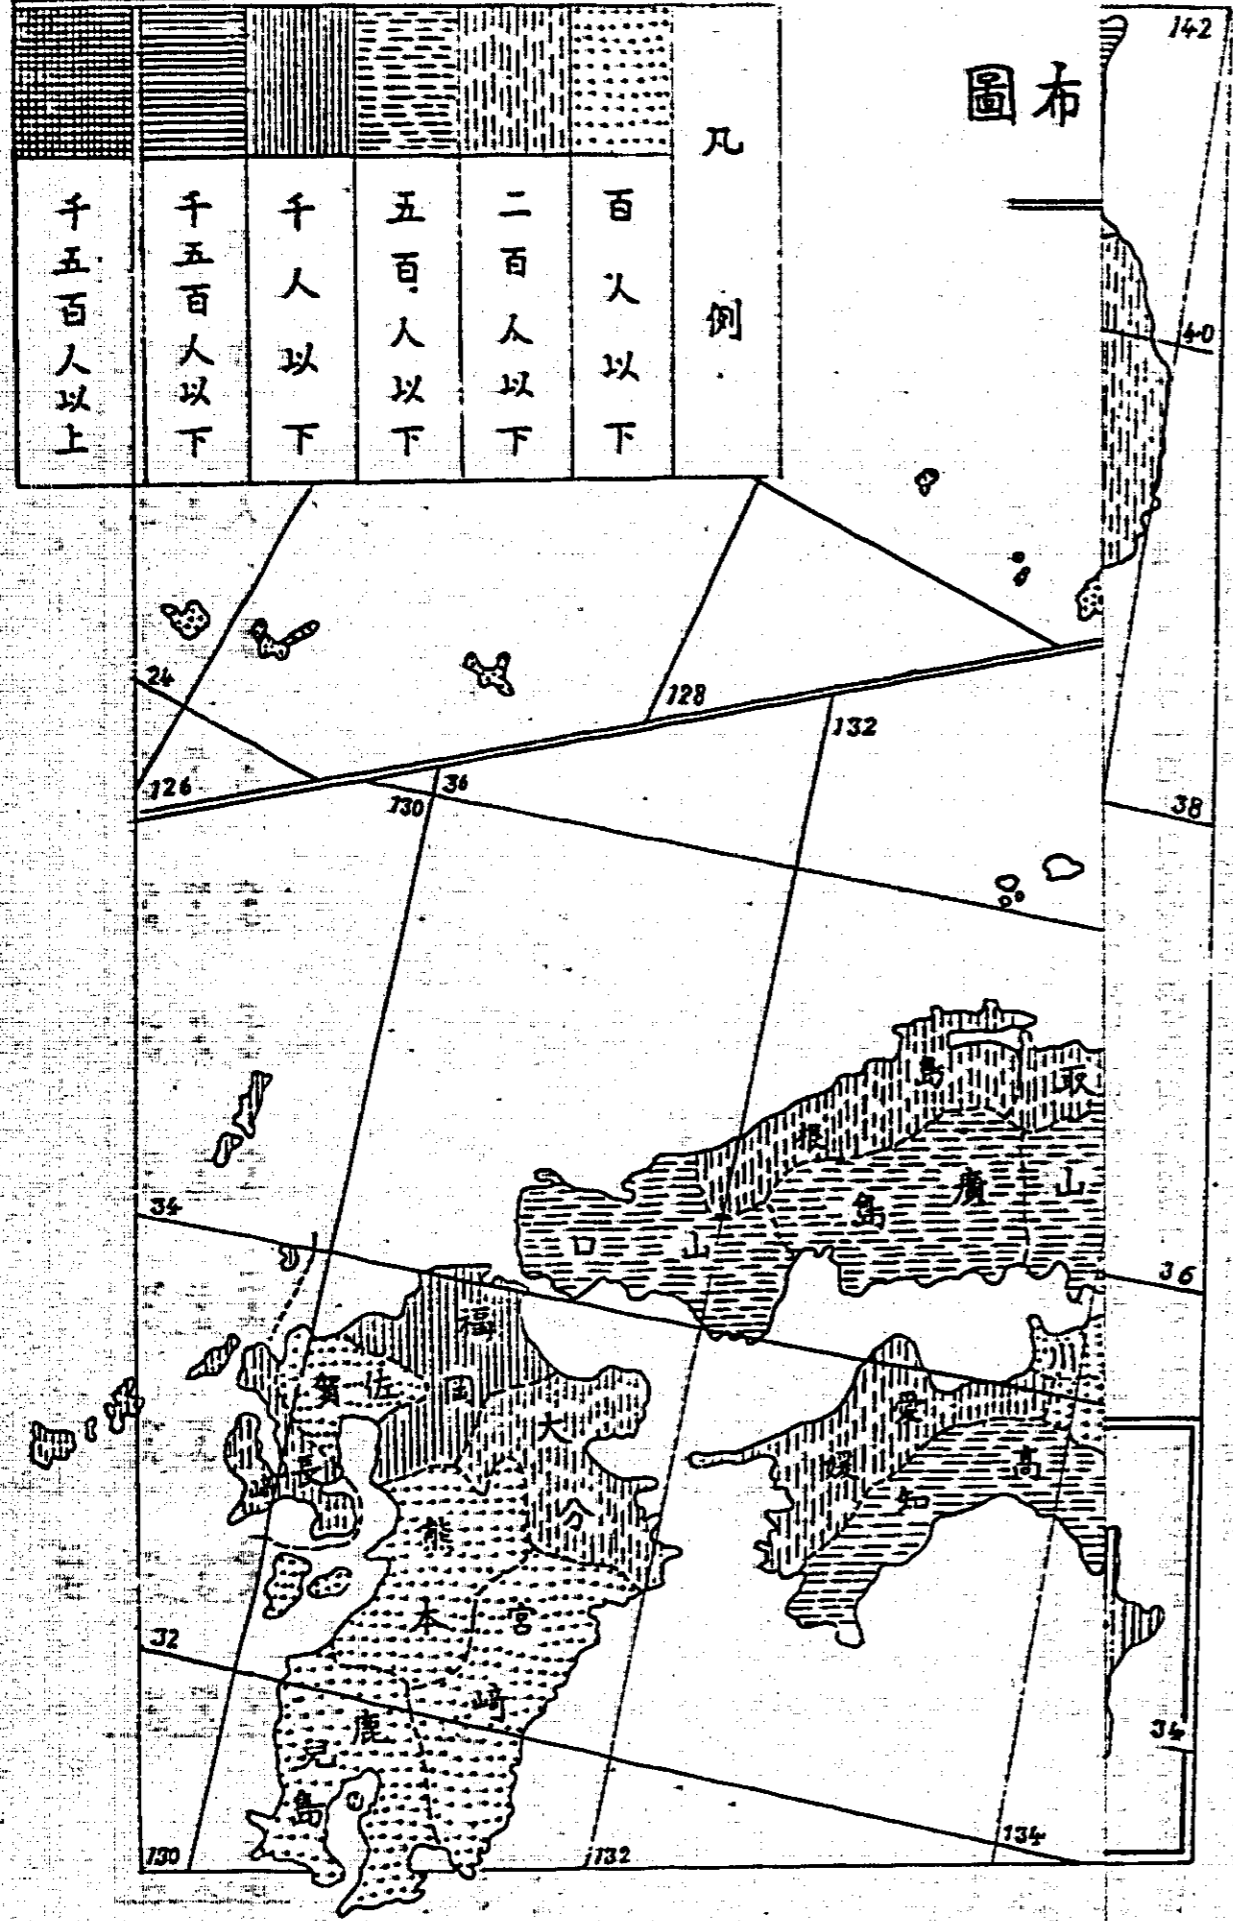 布圖
凡例
百人以下
二百人以下
五百人以下
千人以下
千五百人以下
千五百人以上
142
40
38
36
34
24
126
128
130
36
132
34
32
130
132
134
取
島根
山
廣島
山口
福岡
佐賀
長崎
大分
熊本
宮崎
鹿兒島
愛媛
高知